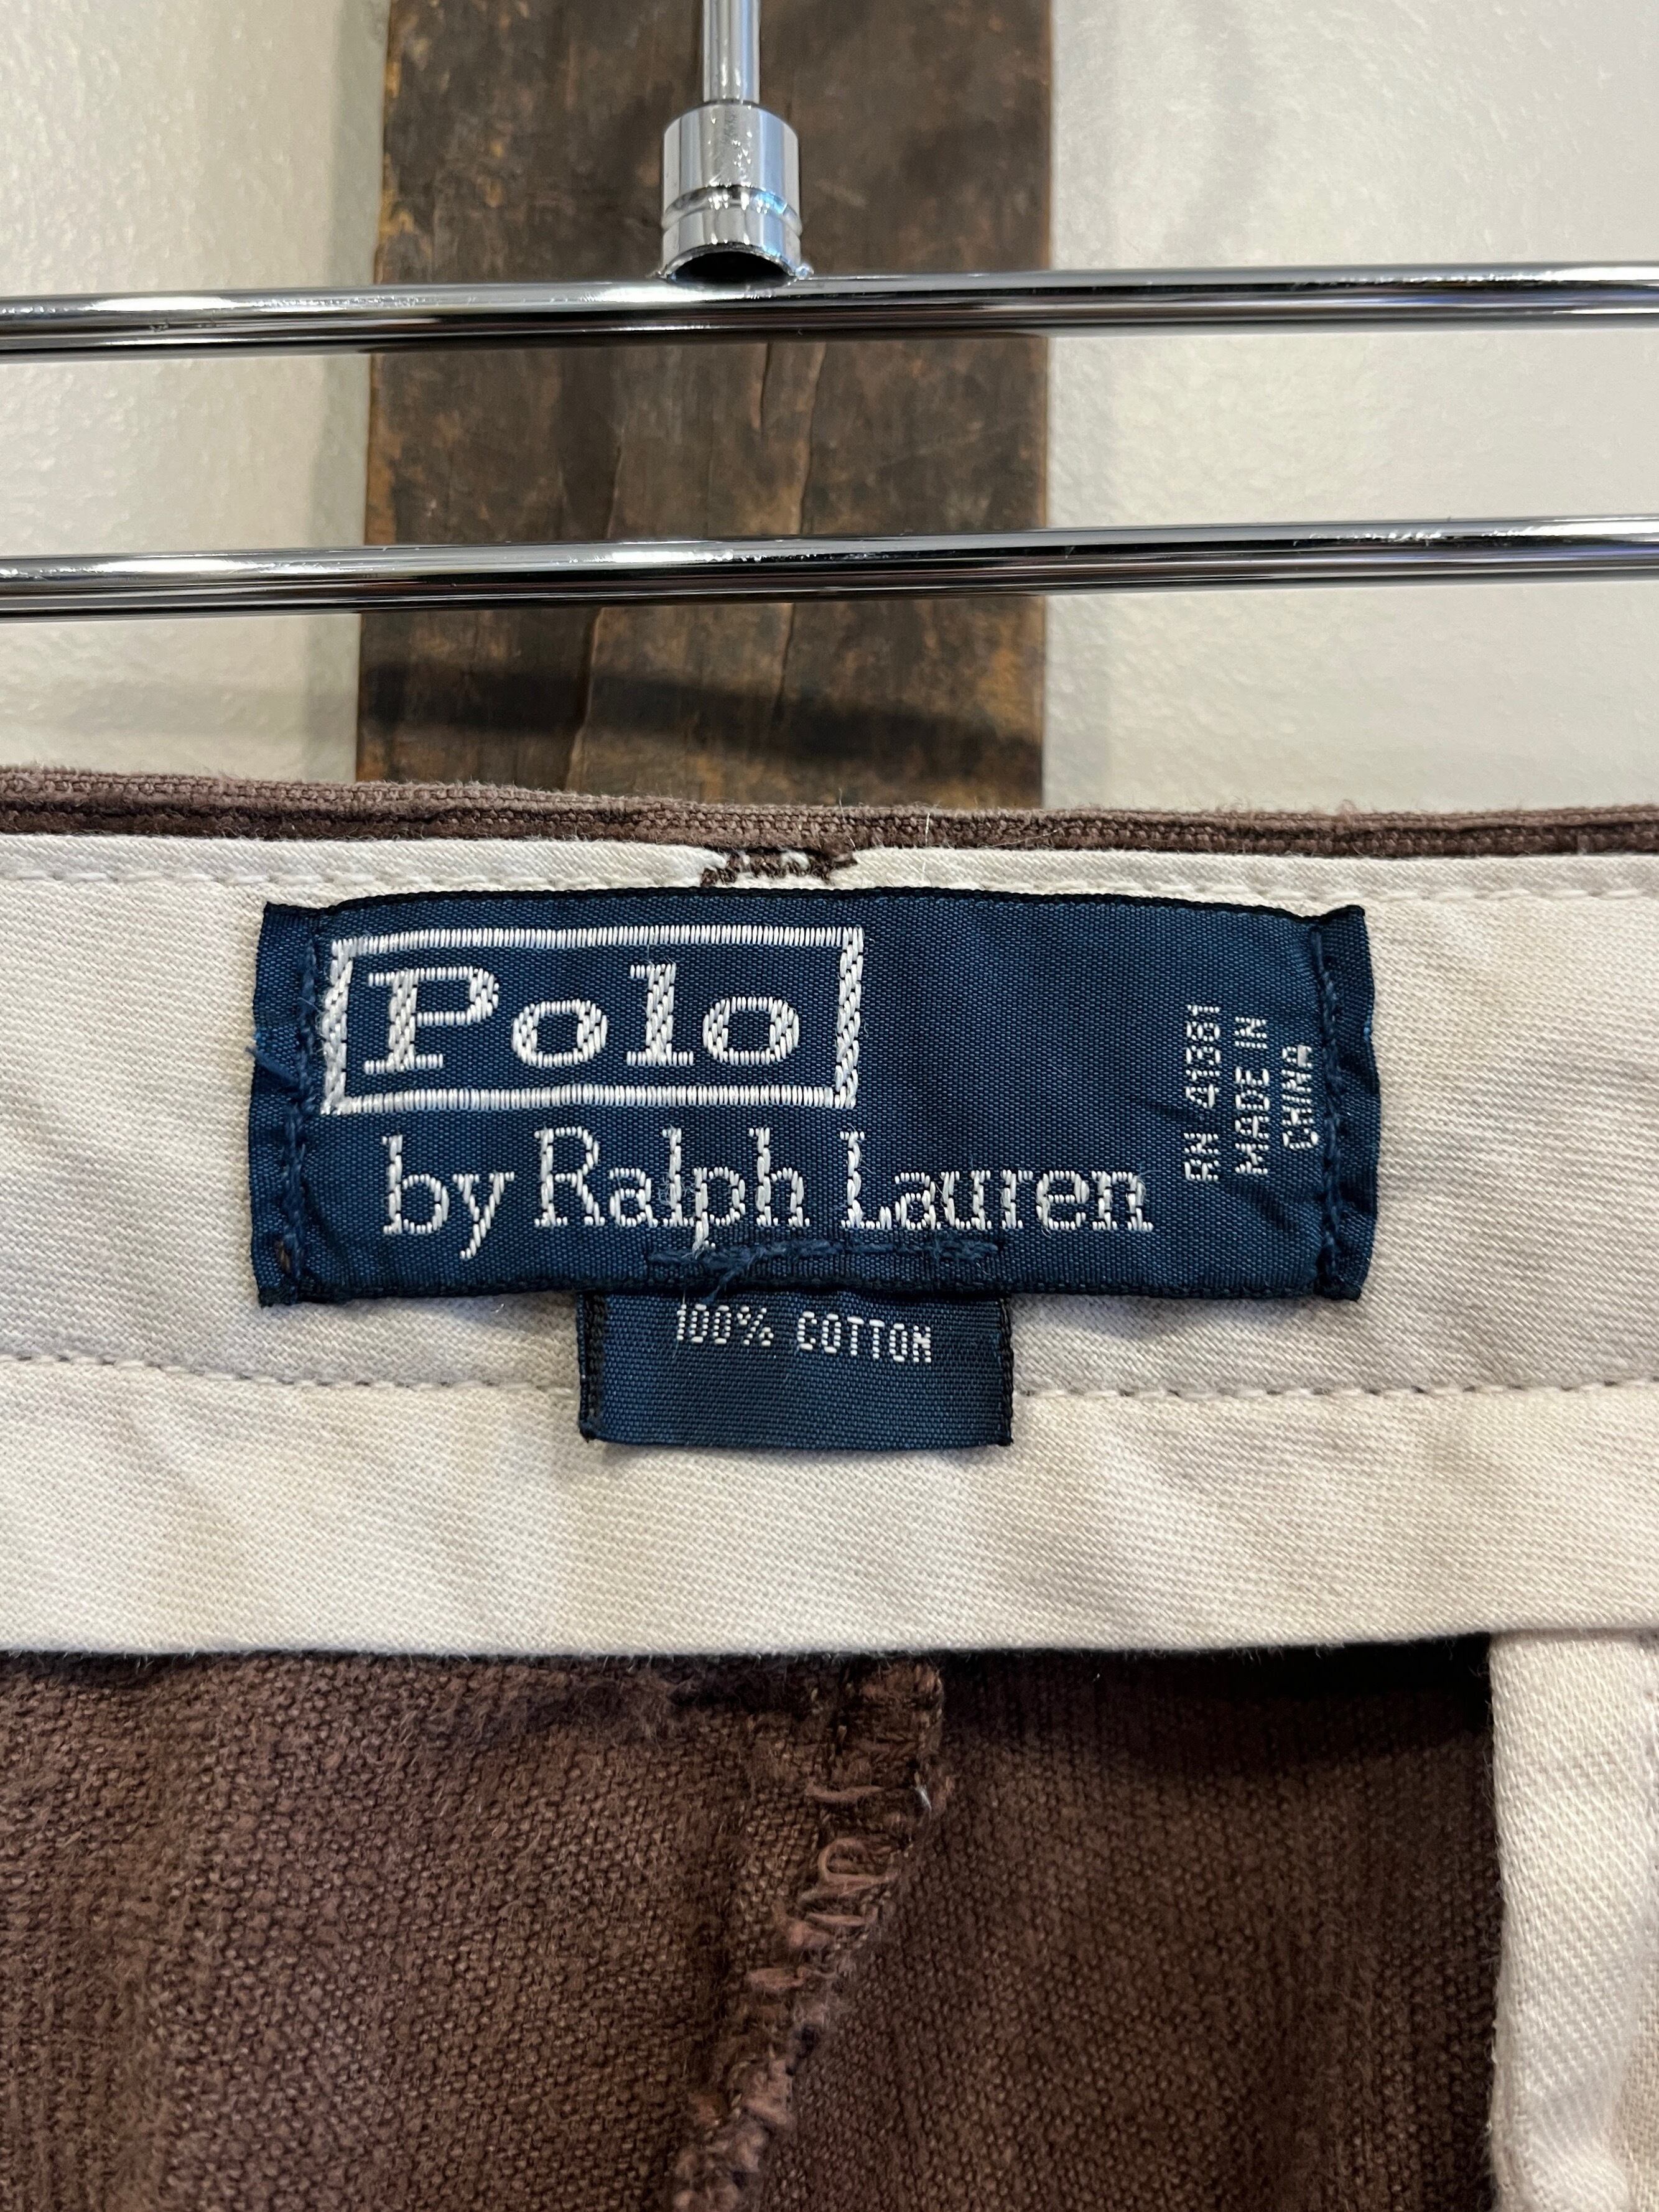 Polo
by Ralph Lauren
RN 41381
MADE IN
CHINA
100% COTTON